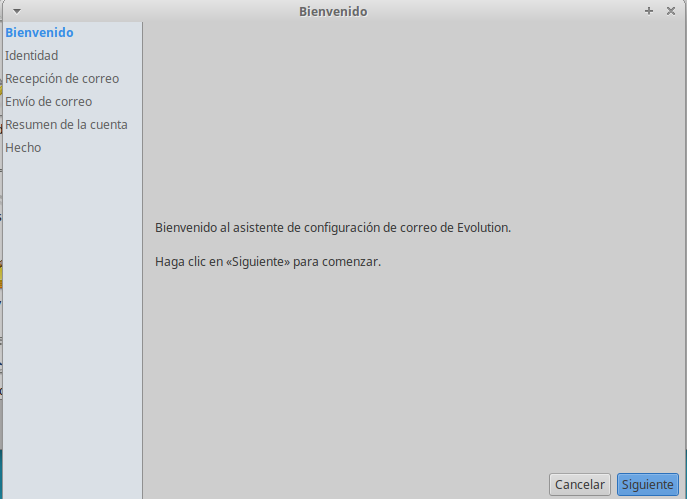 Bienvenido
Bienvenido
Identidad
Recepción de correo
Envío de correo
Resumen de la cuenta
Hecho
Bienvenido al asistente de configuración de correo de Evolution.
Haga clic en «Siguiente» para comenzar.
Cancelar
Siguiente